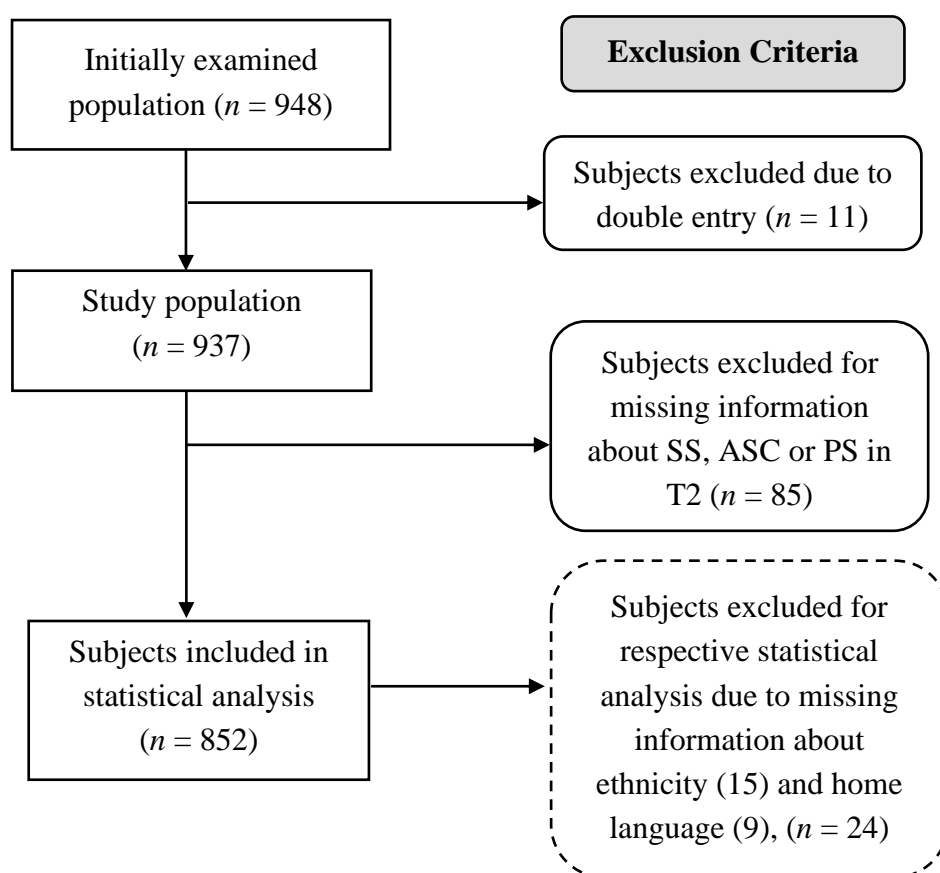 Initially examined
population (n = 948)
Exclusion Criteria
Subjects excluded due to
double entry (n = 11)
Study population
(n = 937)
Subjects excluded for
missing information
about SS, ASC or PS in
T2 (n = 85)
Subjects included in
statistical analysis
(n = 852)
Subjects excluded for
respective statistical
analysis due to missing
information about
ethnicity (15) and home
language (9), (n = 24)